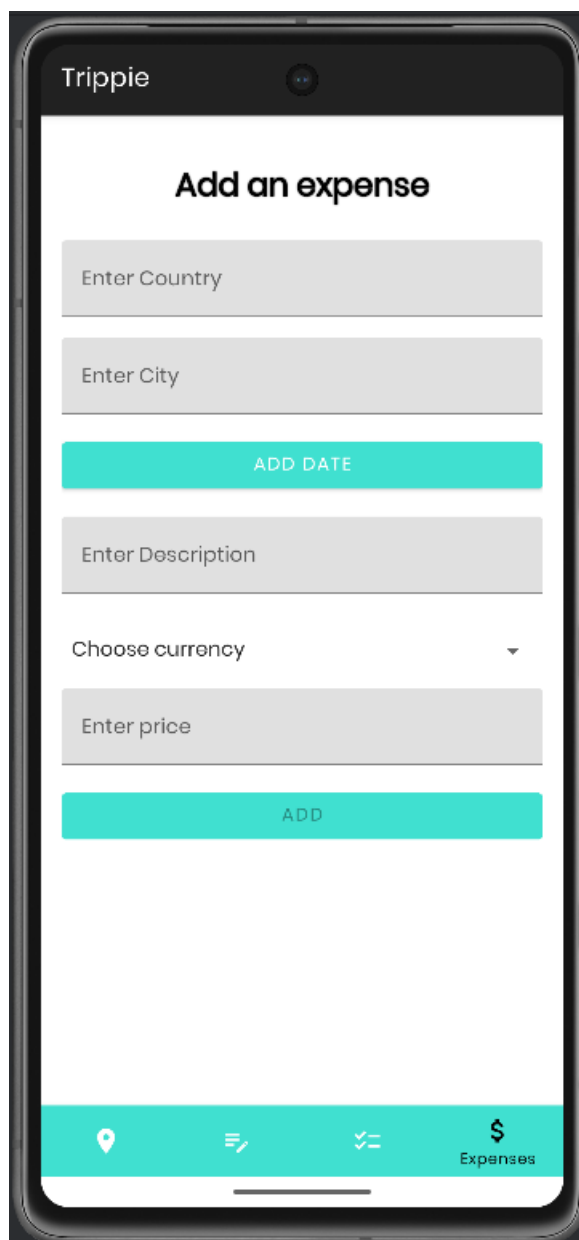 Trippie
Add an expense
Enter Country
Enter City
ADD DATE
Enter Description
Choose currency
Enter price
ADD
$
Expenses